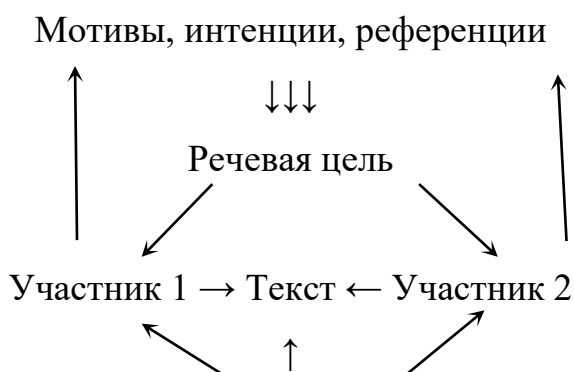 Мотивы, интенции, референции
↓↓↓
Речевая цель
Участник 1 → Текст ← Участник 2
↑